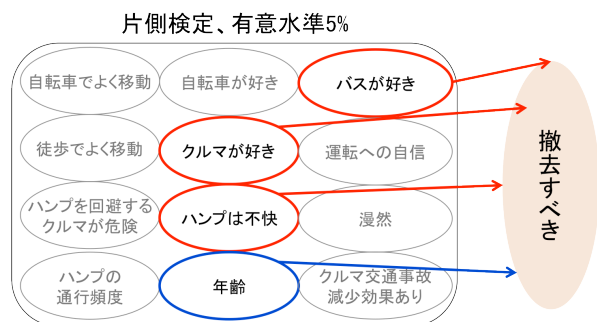 片側検定、有意水準5%
自転車でよく移動
自転車が好き
バスが好き
徒歩でよく移動
クルマが好き
運転への自信
ハンプを回避する
クルマが危険
ハンプは不快
漫然
ハンプの
通行頻度
年齢
クルマ交通事故
減少効果あり
撤去すべき